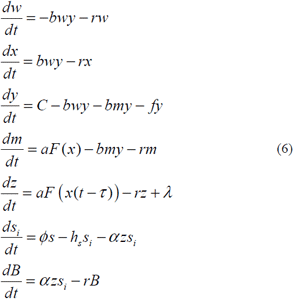 dw/dt = -bwy - rw
dx/dt = bwy - rx
dy/dt = C - bwy - bmy - fy
dm/dt = aF(x) - bmy - rm (6)
dz/dt = aF(x(t - τ)) - rz + λ
ds_i/dt = ϕs - h_s s_i - αzs_i
dB/dt = αzs_i - rB